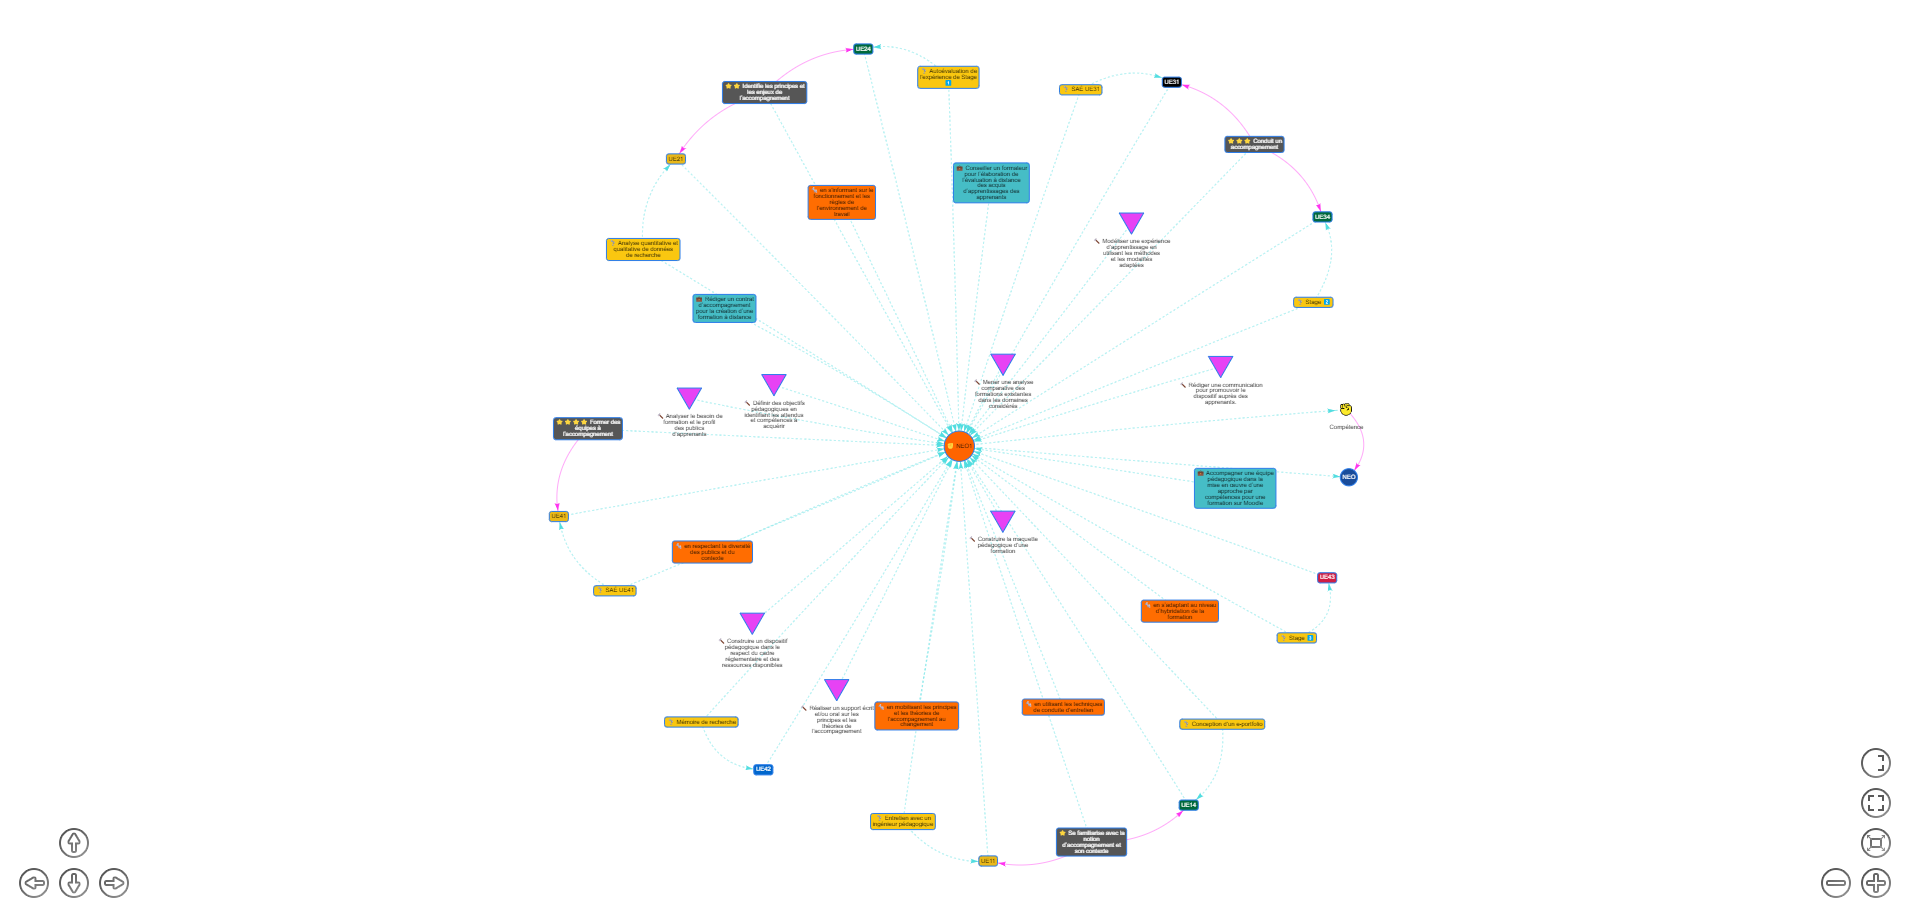 UE24
Autoévaluation de
l'expérience de Stage
1
Identifie les principes et
les enjeux de
l'accompagnement
SAE UE31
UE31
Conduit un
accompagnement
UE21
Conseiller un formateur
pour l'élaboration de
l'évaluation à distance
des acquis
d'apprentissages des
apprenants
en s'informant sur le
fonctionnement et les
règles de
l'environnement de
travail
UE34
Modéliser une expérience
d'apprentissage en
utilisant les méthodes
et les modalités
adaptées
Analyse quantitative et
qualitative de données
de recherche
Rédiger un contrat
d'accompagnement
pour la création d'une
formation à distance
Stage 2
Mener une analyse
comparative des
formations existantes
dans les domaines
considérés
Rédiger une communication
pour promouvoir le
dispositif auprès des
apprenants
Définir des objectifs
pédagogiques en
identifiant les attendus
et compétences à
acquérir
Analyser le besoin de
formation et le profil
des publics
d'apprenants
Former des
équipes à
l'accompagnement
Compétence
NEO1
NEO
Accompagner une équipe
pédagogique dans la
mise en œuvre d'une
approche par
compétences pour une
formation sur Moodle
UE41
Construire la maquette
pédagogique d'une
formation
en respectant la diversité
des publics et du
contexte
UE43
SAE UE41
en s'adaptant au niveau
d'hybridation de la
formation
Stage 1
Construire un dispositif
pédagogique dans le
respect du cadre
réglementaire et des
ressources disponibles
Réaliser un support écrit
et/ou oral sur les
principes et les
théories de
l'accompagnement
en mobilisant les principes
et les théories de
l'accompagnement au
changement
en utilisant les techniques
de conduite d'entretien
Mémoire de recherche
Conception d'un e-portfolio
UE42
UE14
Entretien avec un
ingénieur pédagogique
Se familiarise avec la
notion
d'accompagnement et
son contexte
UE11